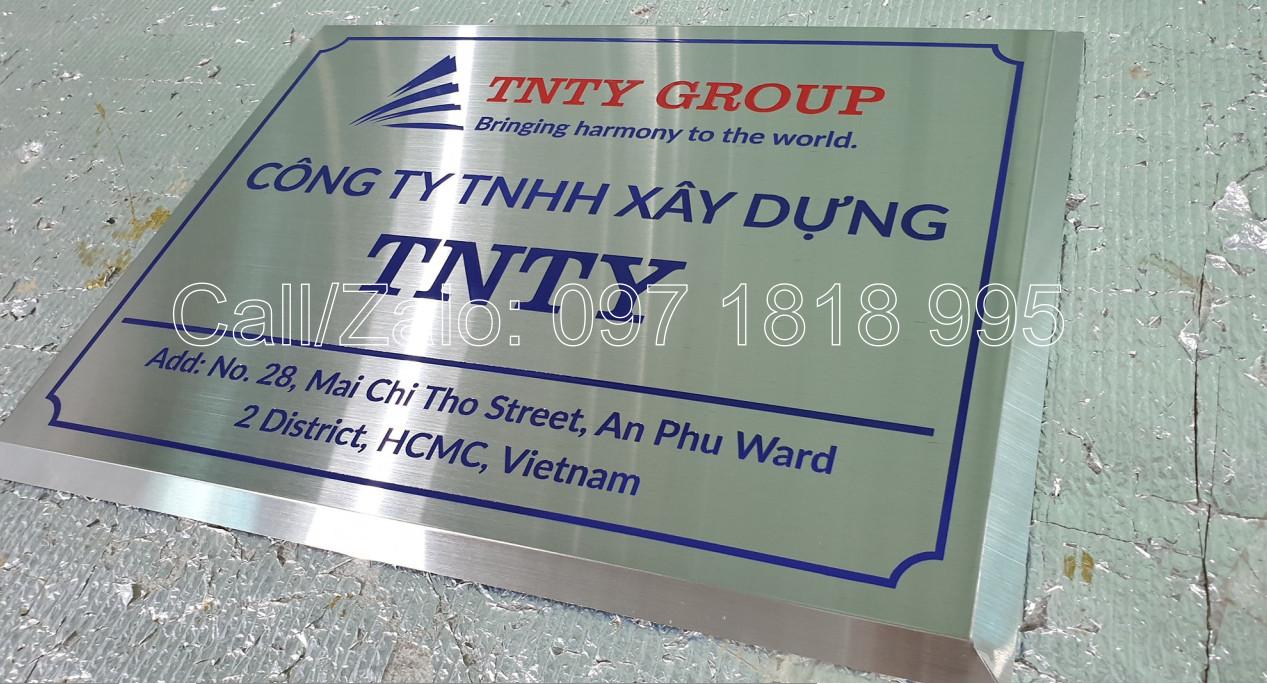 TNTY GROUP
Bringing harmony to the world.
CÔNG TY TNHH XÂY DỰNG
TNTY
Call/Zalo: 097 1818 995
Add: No. 28, Mai Chi Tho Street, An Phu Ward
2 District, HCMC, Vietnam